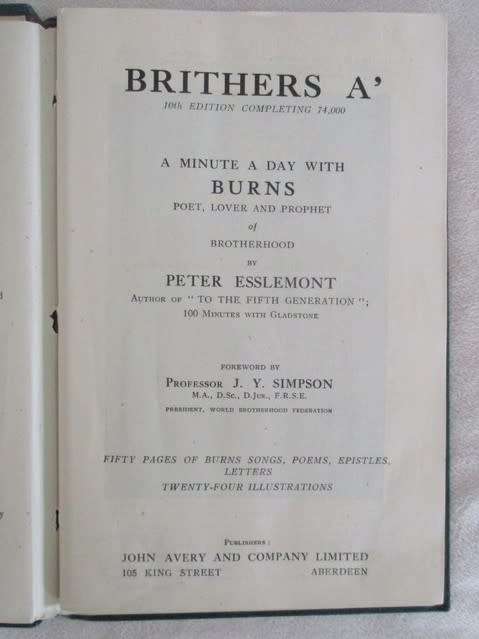 BRITHERS A'
10th EDITION COMPLETING 74,000
A MINUTE A DAY WITH
BURNS
POET, LOVER AND PROPHET
of
BROTHERHOOD
BY
PETER ESSLEMONT
AUTHOR OF "TO THE FIFTH GENERATION";
100 MINUTES WITH GLADSTONE
FOREWORD BY
PROFESSOR J. Y. SIMPSON
M.A., D.Sc., D.Jur., F.R.S.E.
PRESIDENT, WORLD BROTHERHOOD FEDERATION
FIFTY PAGES OF BURNS SONGS, POEMS, EPISTLES,
LETTERS
TWENTY-FOUR ILLUSTRATIONS
PUBLISHERS:
JOHN AVERY AND COMPANY LIMITED
105 KING STREET ABERDEEN